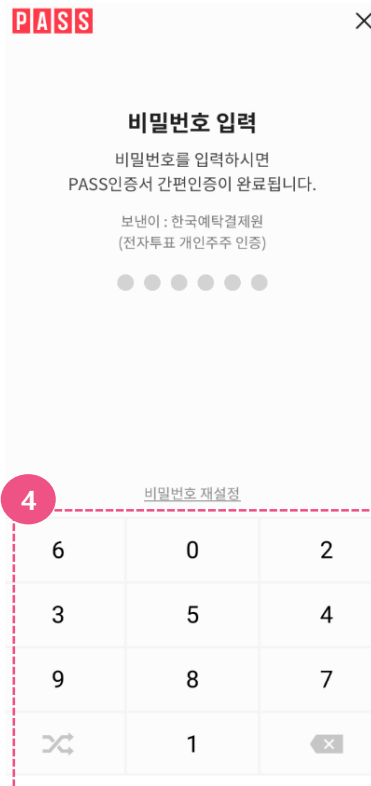 PASS
비밀번호 입력
비밀번호를 입력하시면
PASS인증서 간편인증이 완료됩니다.
보낸이 : 한국예탁결제원
(전자투표 개인주주 인증)
4
비밀번호 재설정
6 0 2
3 5 4
9 8 7
1